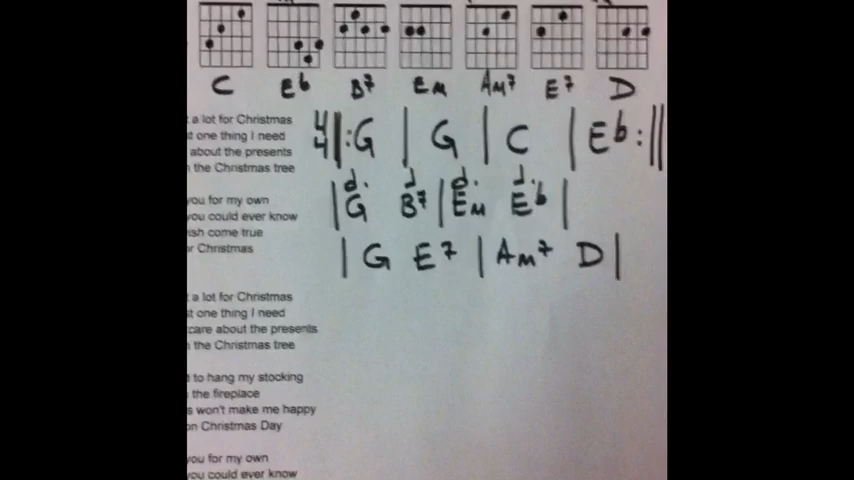 C Eb B7 Em Am7 E7 D
4/4 ||: G | G | C | Eb :||
| G B7 | Em Eb |
| G E7 | Am7 D |
a lot for Christmas
one thing I need
about the presents
the Christmas tree
you for my own
you could ever know
come true
Christmas
a lot for Christmas
one thing I need
care about the presents
the Christmas tree
to hang my stocking
the fireplace
won't make me happy
on Christmas Day
you for my own
you could ever know